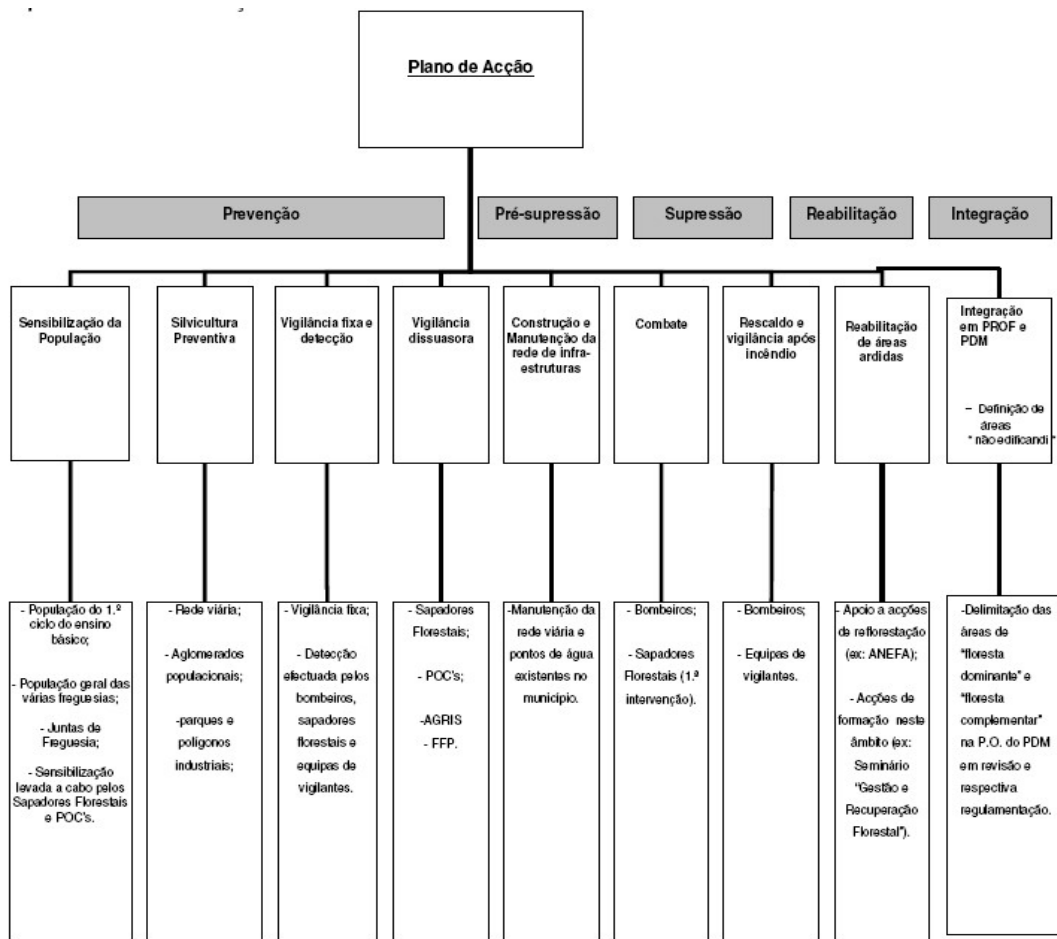 Plano de Acção
Prevenção
Pré-supressão
Supressão
Reabilitação
Integração
Sensibilização da
População
Silvicultura
Preventiva
Vigilância fixa e
detecção
Vigilância
dissuasora
Construção e
Manutenção da
rede de infra-
estruturas
Combate
Rescaldo e
vigilância após
incêndio
Reabilitação
de áreas
ardidas
Integração
em PROF e
PDM
– Definição de
áreas
" não edificandi "
- População do 1.º
ciclo do ensino
básico;
- População geral das
várias freguesias;
- Juntas de
Freguesia;
- Sensibilização
levada a cabo pelos
Sapadores Florestais
e POC's.
- Rede viária;
- Aglomerados
populacionais;
-parques e
polígonos
industriais;
- Vigilância fixa;
- Detecção
efectuada pelos
bombeiros,
sapadores
florestais e
equipas de
vigilantes.
- Sapadores
Florestais;
- POC's;
-AGRIS
- FFP.
-Manutenção da
rede viária e
pontos de água
existentes no
município.
- Bombeiros;
- Sapadores
Florestais (1.ª
intervenção).
- Bombeiros;
- Equipas de
vigilantes.
- Apoio a acções
de reflorestação
(ex: ANEFA);
- Acções de
formação neste
âmbito (ex:
Seminário
"Gestão e
Recuperação
Florestal").
-Delimitação das
áreas de
"floresta
dominante" e
"floresta
complementar"
na P.O. do PDM
em revisão e
respectiva
regulamentação.